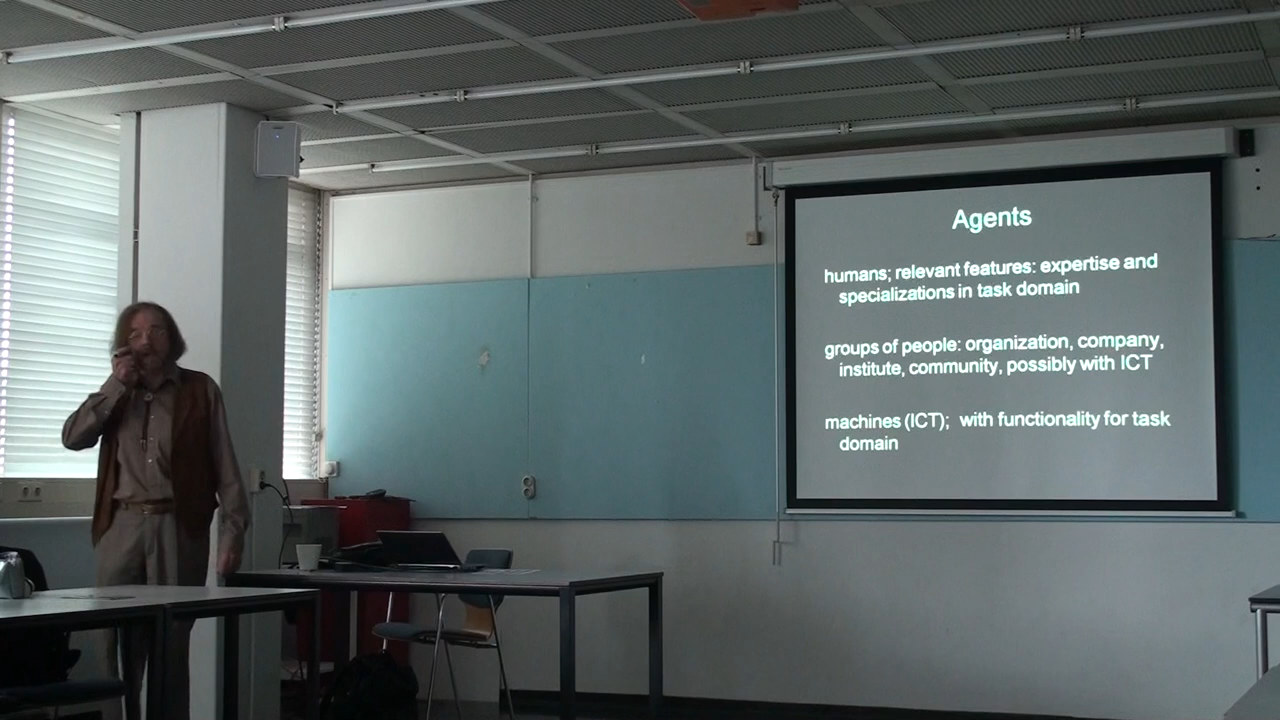 Agents
humans; relevant features: expertise and
specializations in task domain
groups of people: organization, company,
institute, community, possibly with ICT
machines (ICT);  with functionality for task
domain